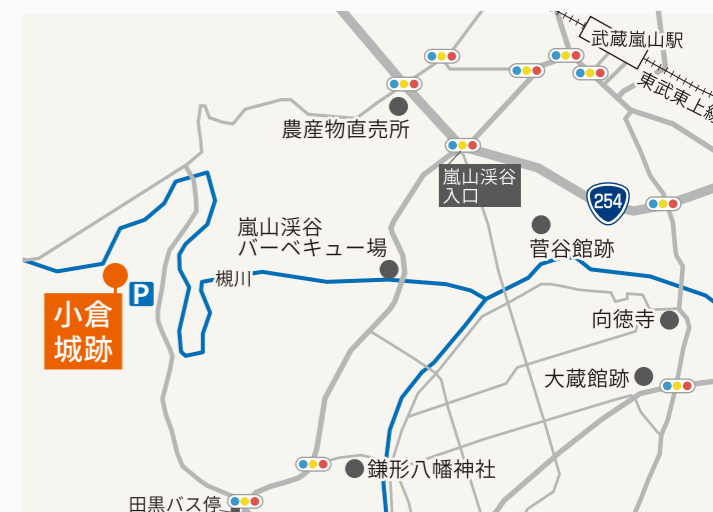 武蔵嵐山駅
東武東上線
農産物直売所
嵐山渓谷
入口
254
嵐山渓谷
バーベキュー場
菅谷館跡
槻川
P
小倉
城跡
向徳寺
大蔵館跡
鎌形八幡神社
田黒バス停